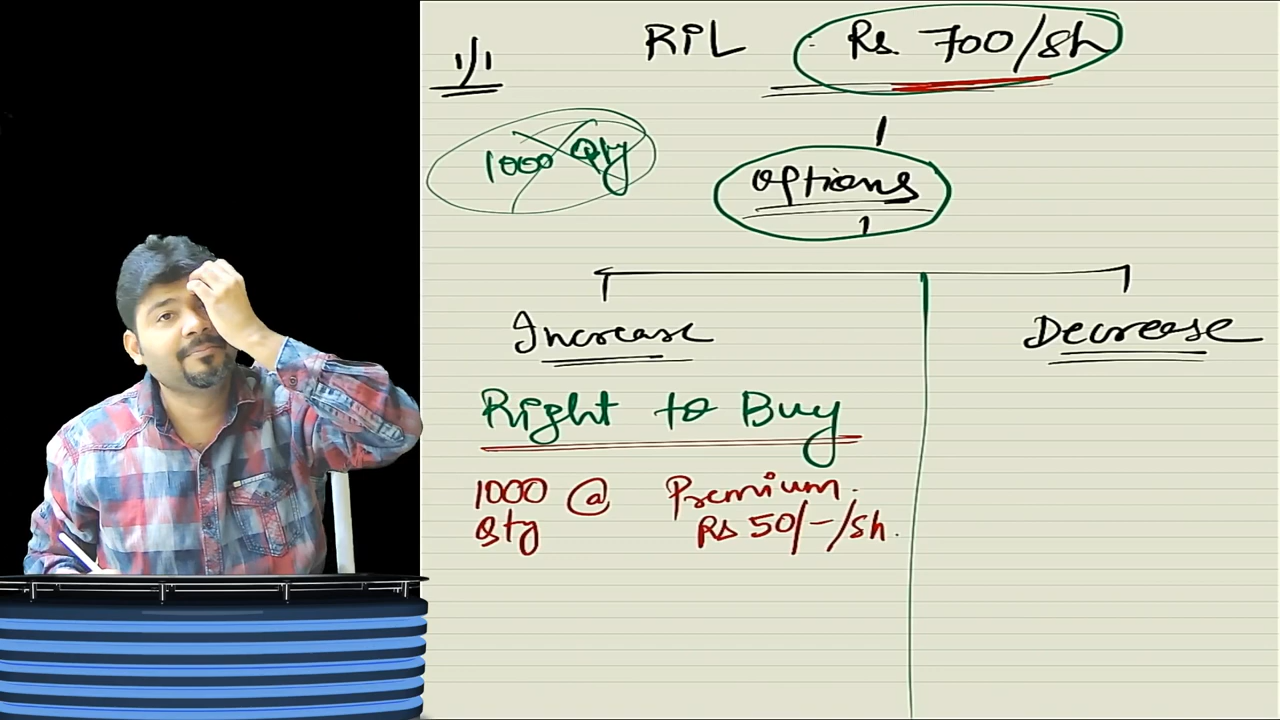 RIL Rs. 700/sh
1/1
1000 Qty
options
Increase
Decrease
Right to Buy
1000 @ Premium.
Qty Rs 50/-/sh.